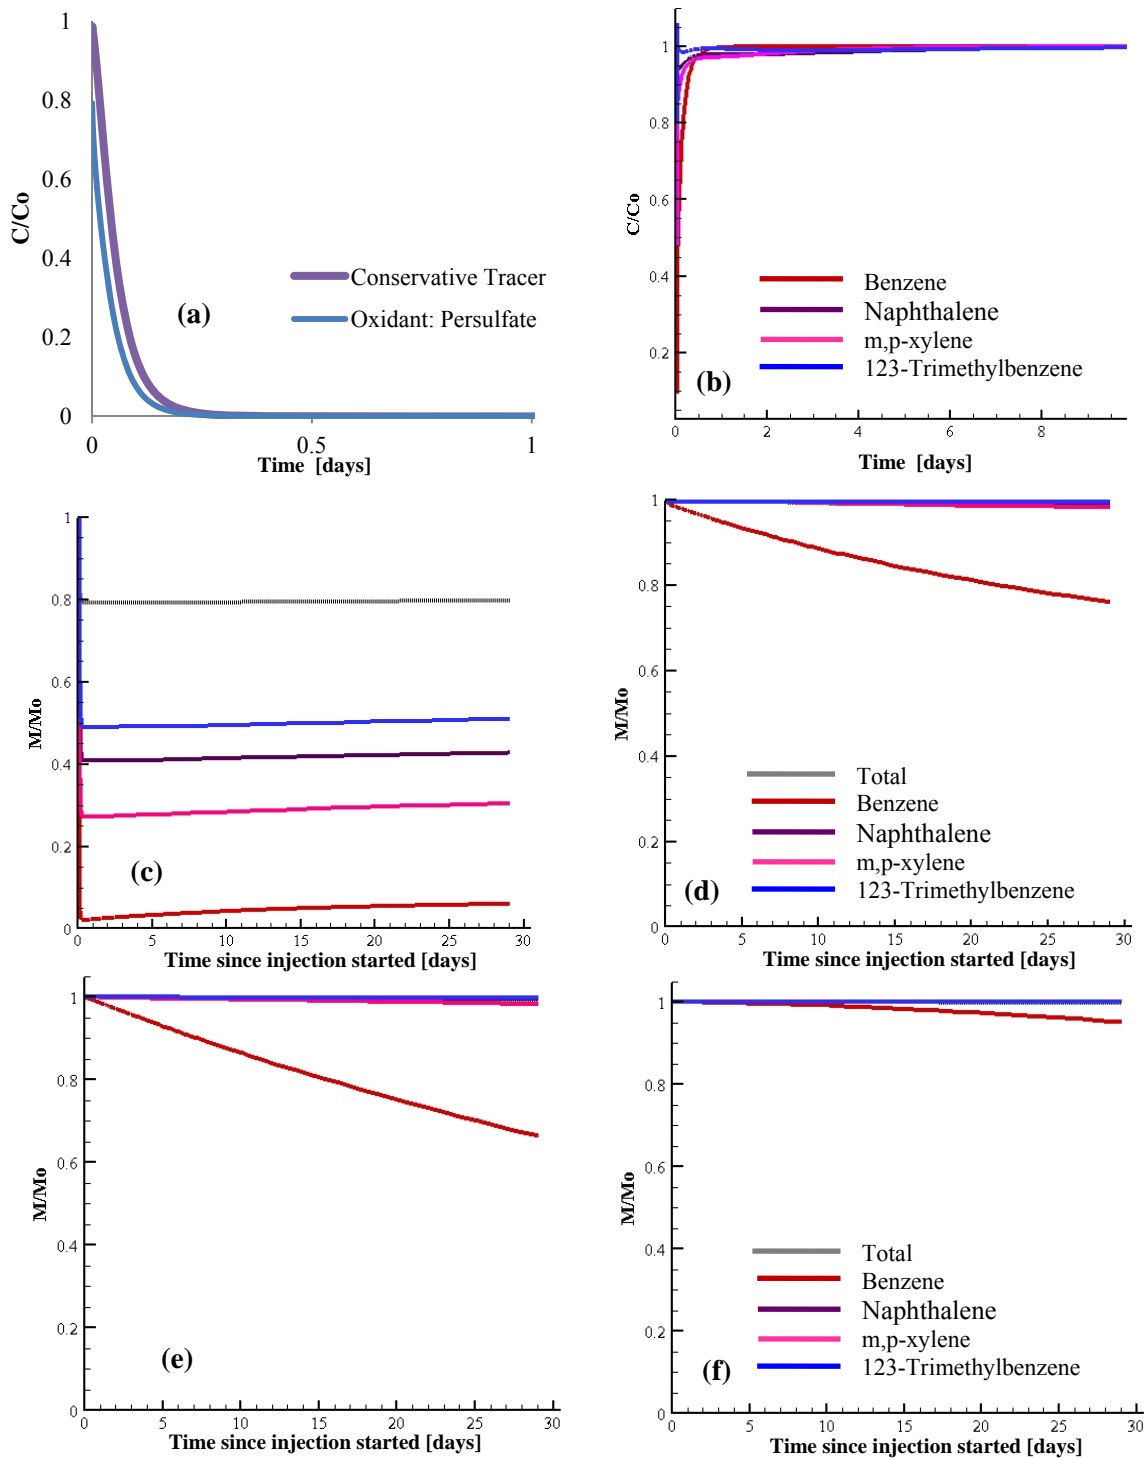 1
0.8
0.6
0.4
0.2
0
C/Co
0
0.5
1
Time [days]
(a)
Conservative Tracer
Oxidant: Persulfate
1
0.8
0.6
0.4
0.2
C/Co
0
2
4
6
8
Time [days]
(b)
Benzene
Naphthalene
m,p-xylene
123-Trimethylbenzene
1
0.8
0.6
0.4
0.2
0
M/Mo
0
5
10
15
20
25
30
Time since injection started [days]
(c)
1
0.8
0.6
0.4
0.2
0
M/Mo
0
5
10
15
20
25
30
Time since injection started [days]
(d)
Total
Benzene
Naphthalene
m,p-xylene
123-Trimethylbenzene
1
0.8
0.6
0.4
0.2
0
M/Mo
0
5
10
15
20
25
30
Time since injection started [days]
(e)
1
0.8
0.6
0.4
0.2
0
M/Mo
0
5
10
15
20
25
30
Time since injection started [days]
(f)
Total
Benzene
Naphthalene
m,p-xylene
123-Trimethylbenzene